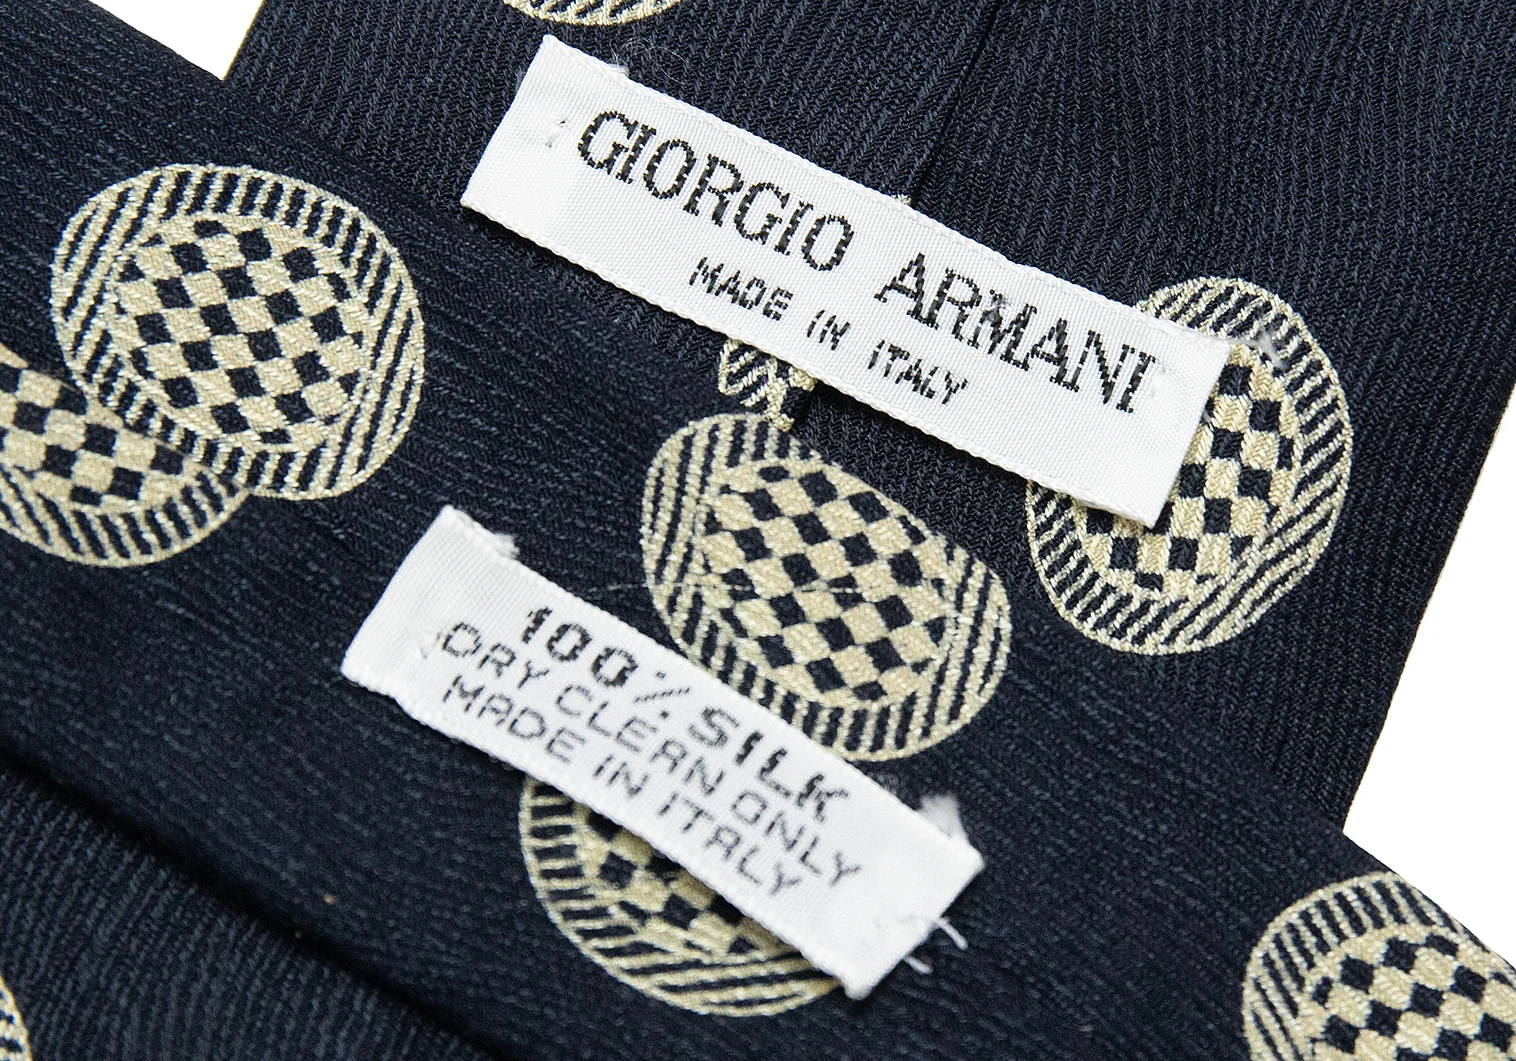 GIORGIO ARMANI
MADE IN ITALY
100% SILK
DRY CLEAN ONLY
MADE IN ITALY